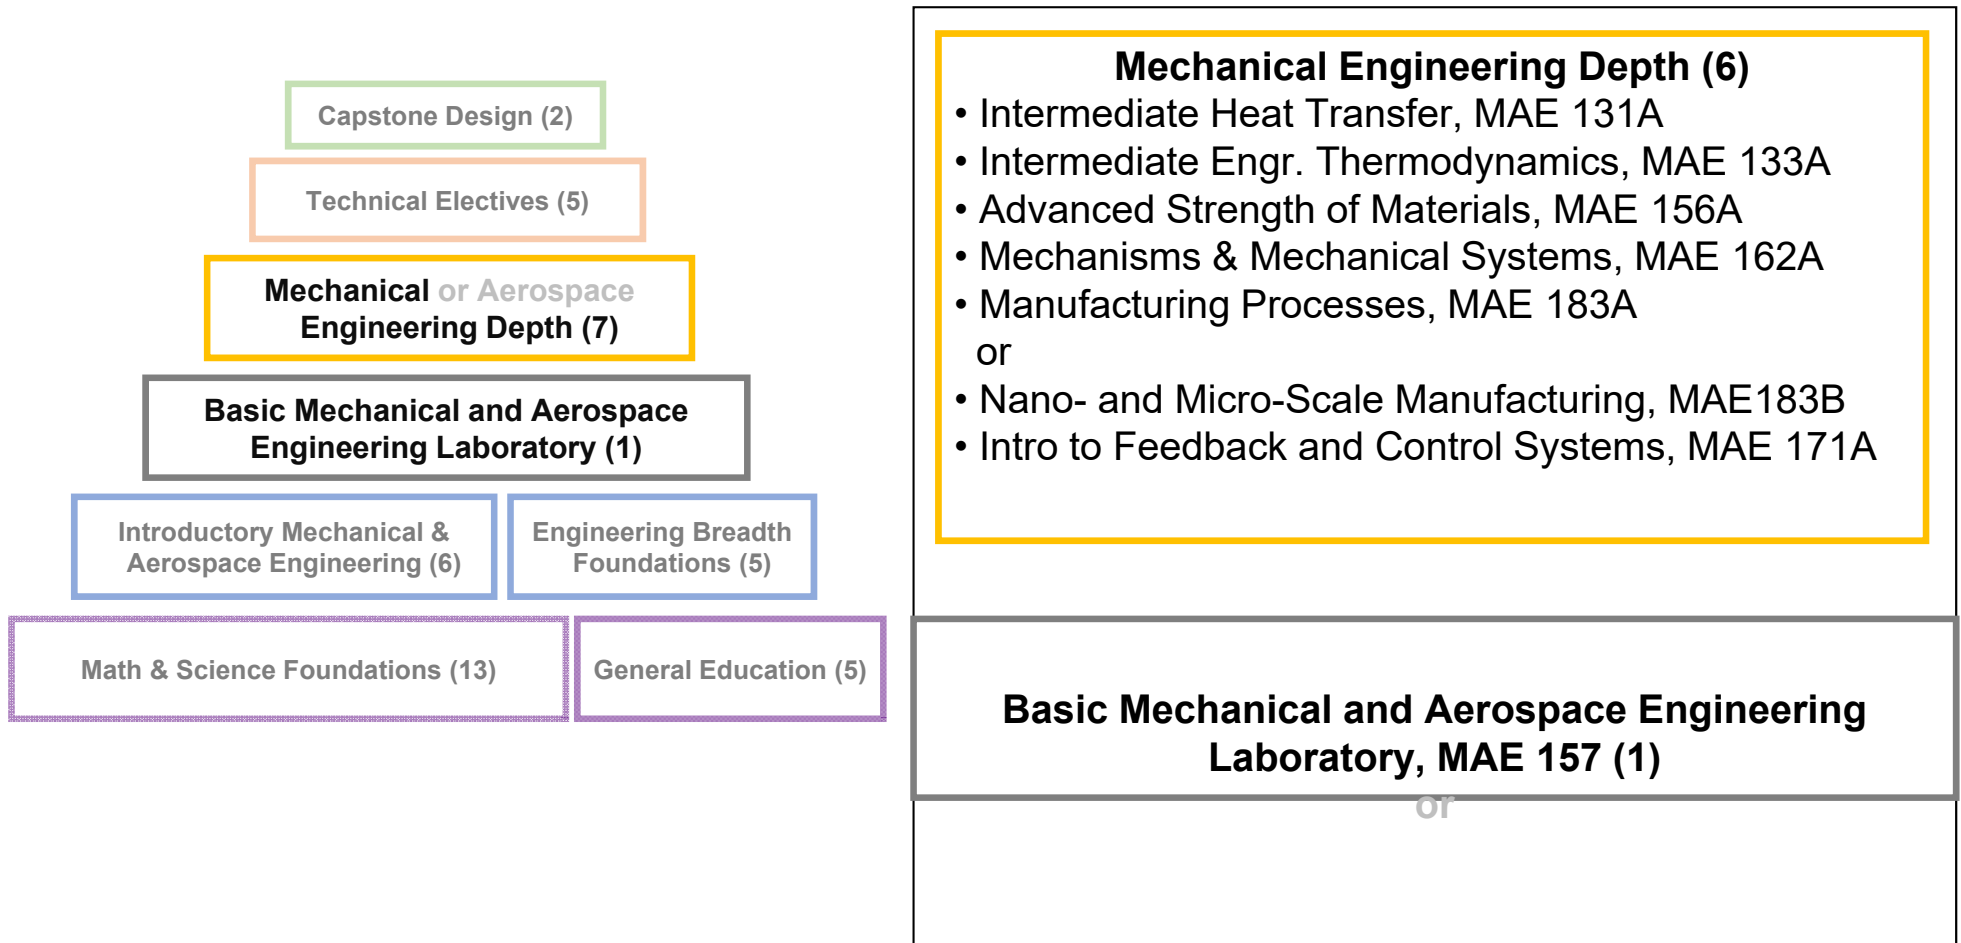 Capstone Design (2)
Technical Electives (5)
Mechanical or Aerospace
Engineering Depth (7)
Basic Mechanical and Aerospace
Engineering Laboratory (1)
Introductory Mechanical &
Aerospace Engineering (6)
Engineering Breadth
Foundations (5)
Math & Science Foundations (13)
General Education (5)
Mechanical Engineering Depth (6)
• Intermediate Heat Transfer, MAE 131A
• Intermediate Engr. Thermodynamics, MAE 133A
• Advanced Strength of Materials, MAE 156A
• Mechanisms & Mechanical Systems, MAE 162A
• Manufacturing Processes, MAE 183A
or
• Nano- and Micro-Scale Manufacturing, MAE183B
• Intro to Feedback and Control Systems, MAE 171A
Basic Mechanical and Aerospace Engineering
Laboratory, MAE 157 (1)
or